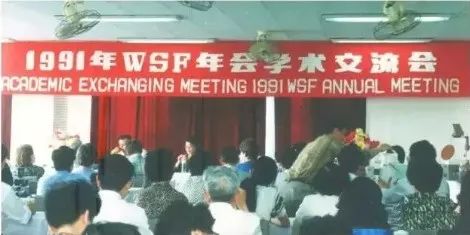 1991年WSF年会学术交流会
ACADEMIC EXCHANGING MEETING 1991 WSF ANNUAL MEETING